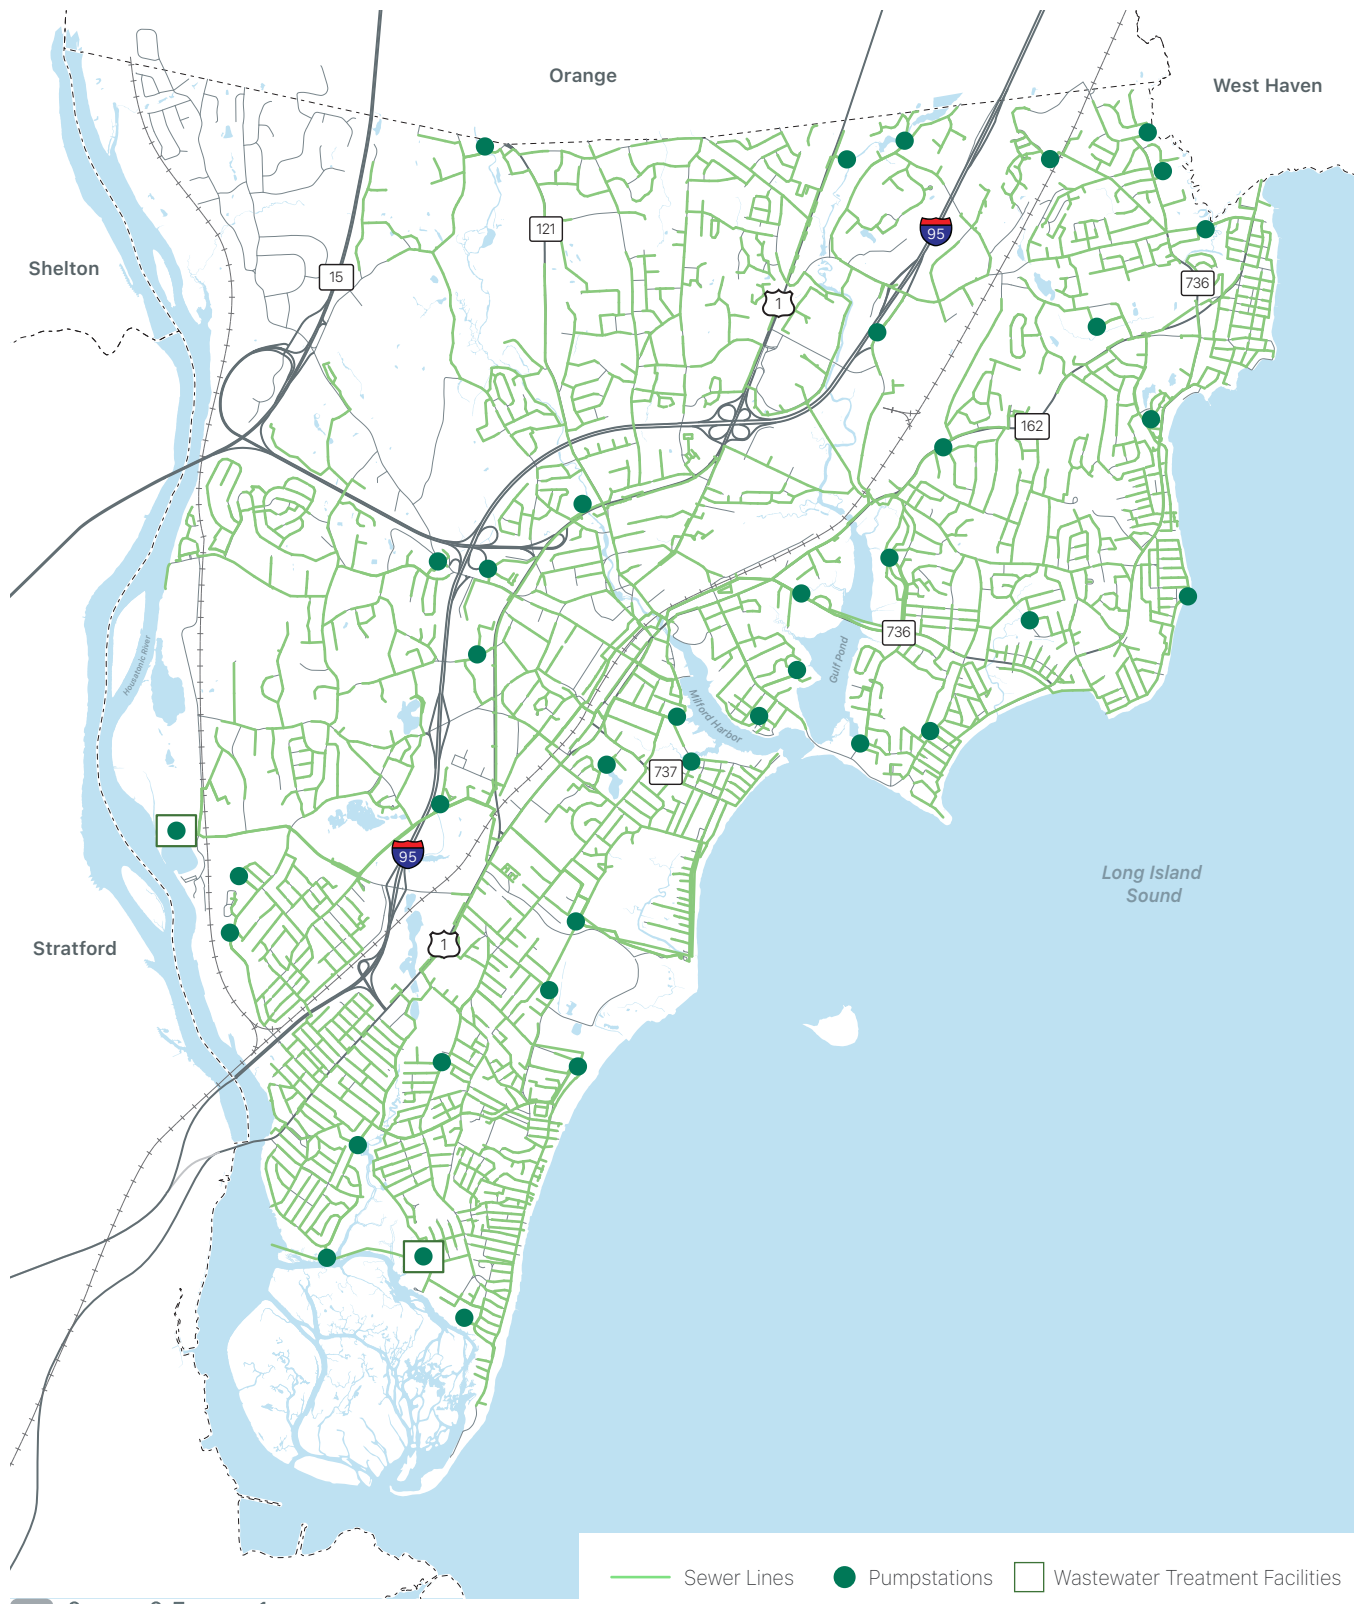 Orange
West Haven
121
95
Shelton
15
736
1
162
Housatonic River
736
Gulf Pond
Milford Harbor
737
95
Long Island
Sound
Stratford
1
Sewer Lines
Pumpstations
Wastewater Treatment Facilities